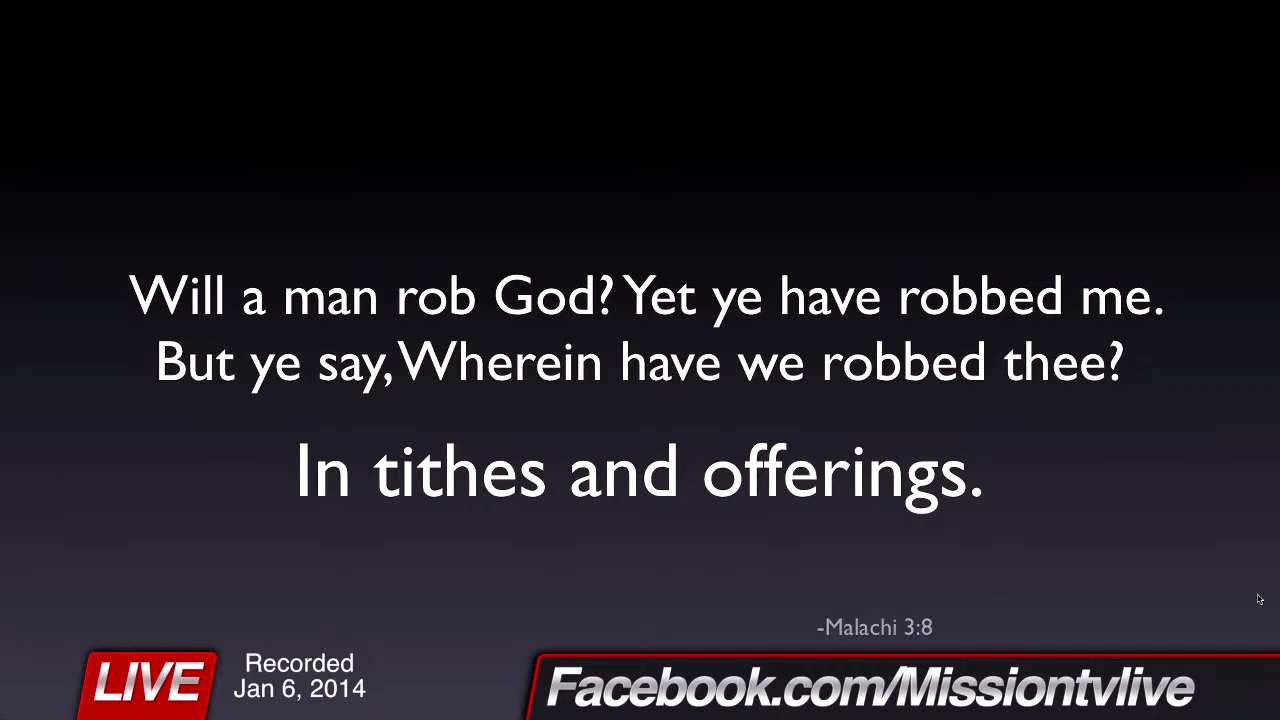 Will a man rob God? Yet ye have robbed me.
But ye say, Wherein have we robbed thee?
In tithes and offerings.
-Malachi 3:8
LIVE
Recorded
Jan 6, 2014
Facebook.com/Missiontvlive